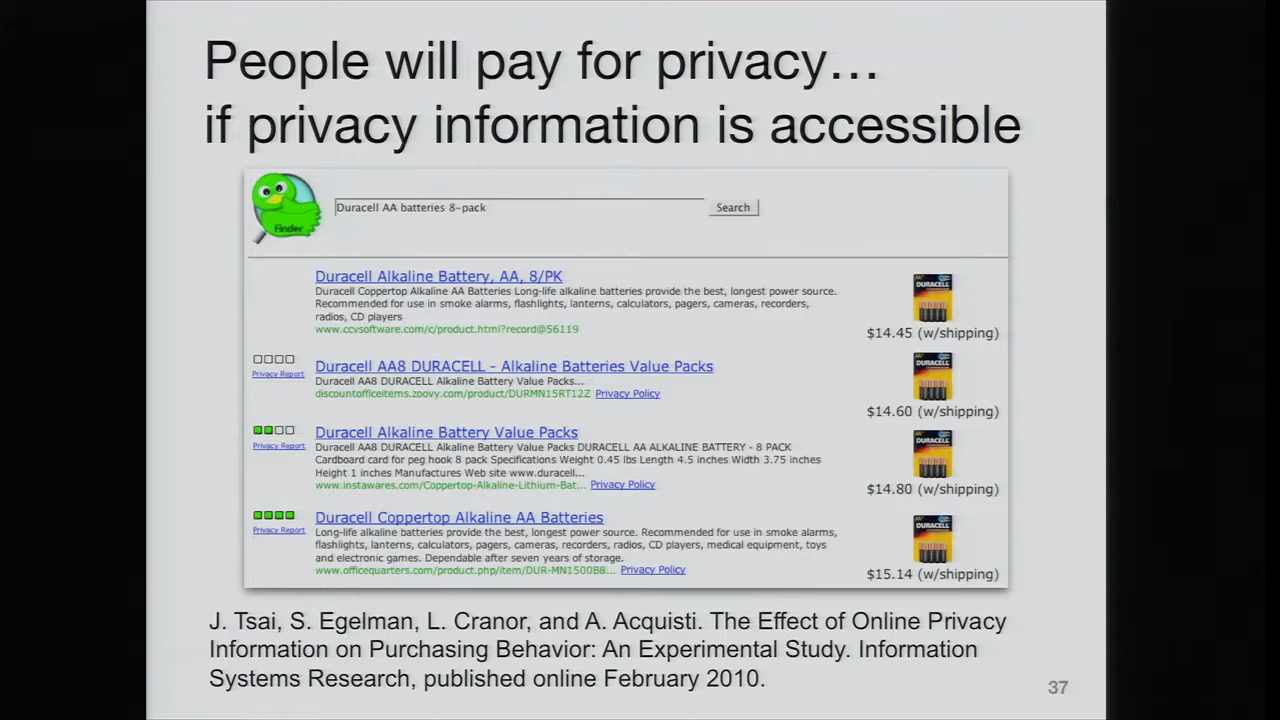 People will pay for privacy…
if privacy information is accessible
Finder
Duracell AA batteries 8-pack
Search
Duracell Alkaline Battery, AA, 8/PK
Duracell Coppertop Alkaline AA Batteries Long-life alkaline batteries provide the best, longest power source.
Recommended for use in smoke alarms, flashlights, lanterns, calculators, pagers, cameras, recorders,
radios, CD players
www.ccvsoftware.com/c/product.html?record@56119
DURACELL
$14.45 (w/shipping)
Privacy Report
Duracell AA8 DURACELL - Alkaline Batteries Value Packs
Duracell AA8 DURACELL Alkaline Battery Value Packs...
discountofficeitems.zoovy.com/product/DURMN15RT12Z Privacy Policy
DURACELL
$14.60 (w/shipping)
Privacy Report
Duracell Alkaline Battery Value Packs
Duracell AA8 DURACELL Alkaline Battery Value Packs DURACELL AA ALKALINE BATTERY - 8 PACK
Cardboard card for peg hook 8 pack Specifications Weight 0.45 lbs Length 4.5 inches Width 3.75 inches
Height 1 inches Manufactures Web site www.duracell...
www.instawares.com/Coppertop-Alkaline-Lithium-Bat... Privacy Policy
DURACELL
$14.80 (w/shipping)
Privacy Report
Duracell Coppertop Alkaline AA Batteries
Long-life alkaline batteries provide the best, longest power source. Recommended for use in smoke alarms,
flashlights, lanterns, calculators, pagers, cameras, recorders, radios, CD players, medical equipment, toys
and electronic games. Dependable after seven years of storage.
www.officequarters.com/product.php/item/DUR-MN1500B8... Privacy Policy
DURACELL
$15.14 (w/shipping)
J. Tsai, S. Egelman, L. Cranor, and A. Acquisti. The Effect of Online Privacy
Information on Purchasing Behavior: An Experimental Study. Information
Systems Research, published online February 2010.
37